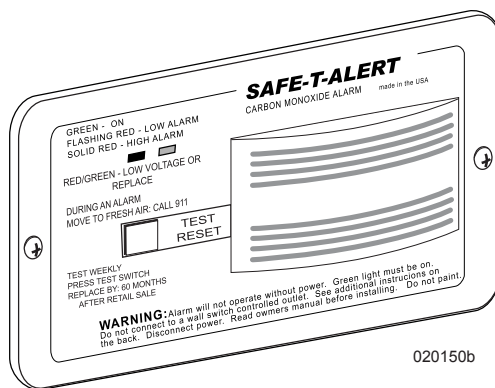 SAFE-T-ALERT
CARBON MONOXIDE ALARM made in the USA
GREEN - ON
FLASHING RED - LOW ALARM
SOLID RED - HIGH ALARM
RED/GREEN - LOW VOLTAGE OR
REPLACE
DURING AN ALARM
MOVE TO FRESH AIR: CALL 911
TEST
RESET
TEST WEEKLY
PRESS TEST SWITCH
REPLACE BY: 60 MONTHS
AFTER RETAIL SALE
WARNING: Alarm will not operate without power. Green light must be on.
Do not connect to a wall switch controlled outlet. See additional instrucions on
the back. Disconnect power. Read owners manual before installing. Do not paint.
020150b